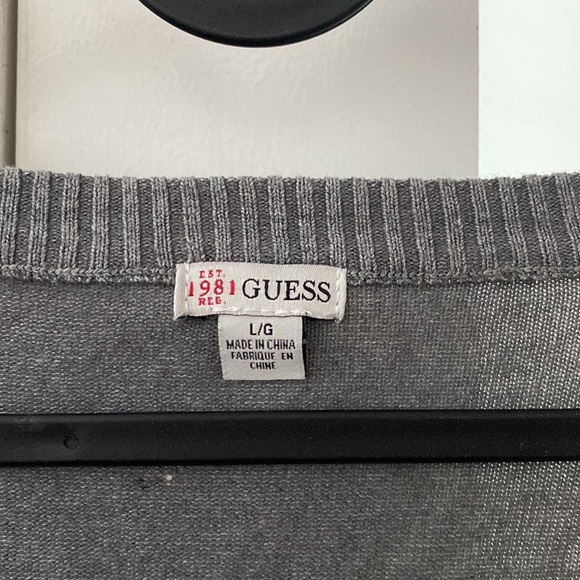 EST.
1981 GUESS
REG.
L/G
MADE IN CHINA
FABRIQUE EN
CHINE